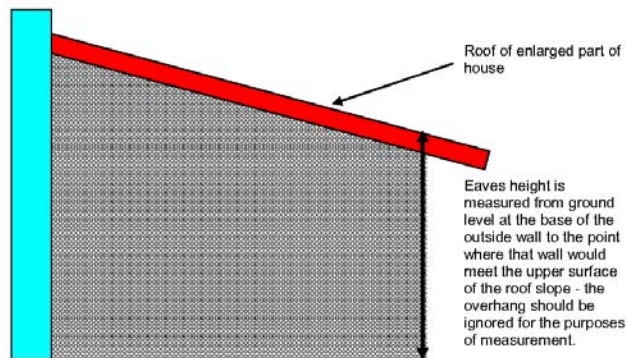 Roof of enlarged part of
house
Eaves height is
measured from ground
level at the base of the
outside wall to the point
where that wall would
meet the upper surface
of the roof slope - the
overhang should be
ignored for the purposes
of measurement.